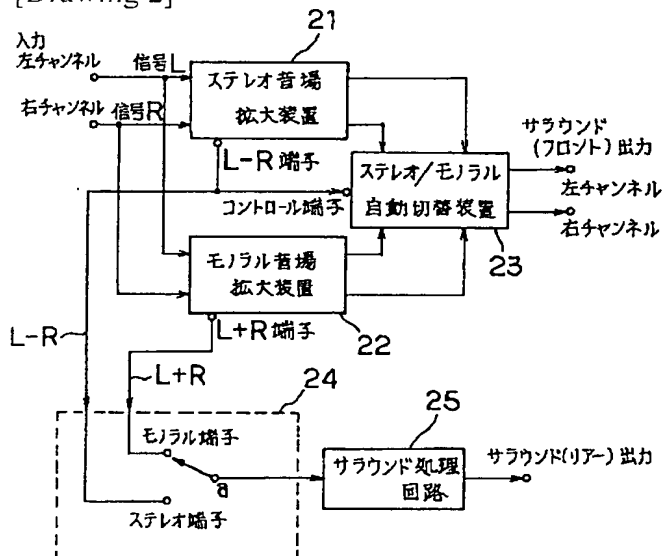 [Drawing 2]
21
入力
左チャンネル
信号L
ステレオ音場
拡大装置
右チャンネル
信号R
L-R端子
コントロール端子
ステレオ/モノラル
自動切替装置
23
サラウンド
(フロント)出力
左チャンネル
右チャンネル
モノラル音場
拡大装置
22
L+R端子
L-R
L+R
24
モノラル端子
a
ステレオ端子
25
サラウンド処理
回路
サラウンド(リアー)出力